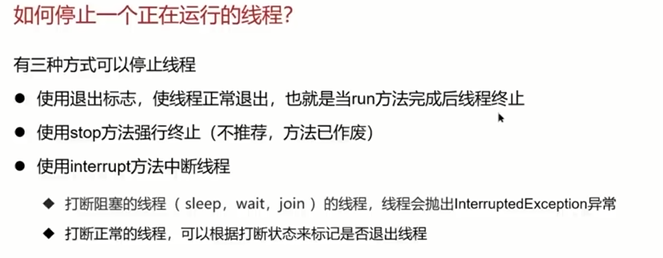 如何停止一个正在运行的线程？
有三种方式可以停止线程
● 使用退出标志，使线程正常退出，也就是当run方法完成后线程终止
● 使用stop方法强行终止（不推荐，方法已作废）
● 使用interrupt方法中断线程
◆ 打断阻塞的线程（ sleep，wait，join ）的线程，线程会抛出InterruptedException异常
◆ 打断正常的线程，可以根据打断状态来标记是否退出线程